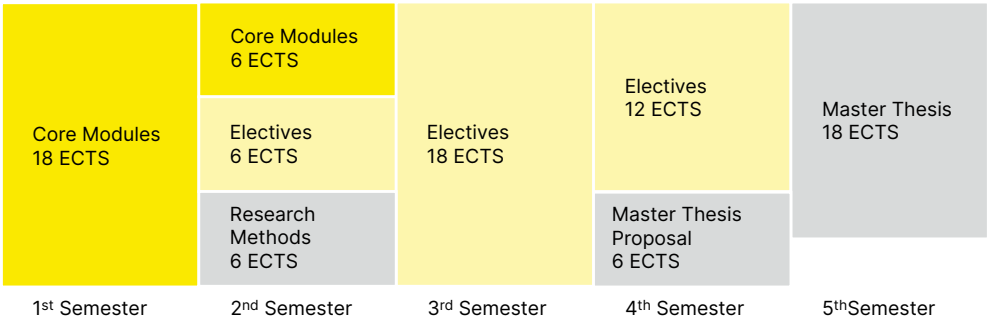 Core Modules
18 ECTS
Core Modules
6 ECTS
Electives
6 ECTS
Research
Methods
6 ECTS
Electives
18 ECTS
Electives
12 ECTS
Master Thesis
Proposal
6 ECTS
Master Thesis
18 ECTS
1st Semester
2nd Semester
3rd Semester
4th Semester
5thSemester